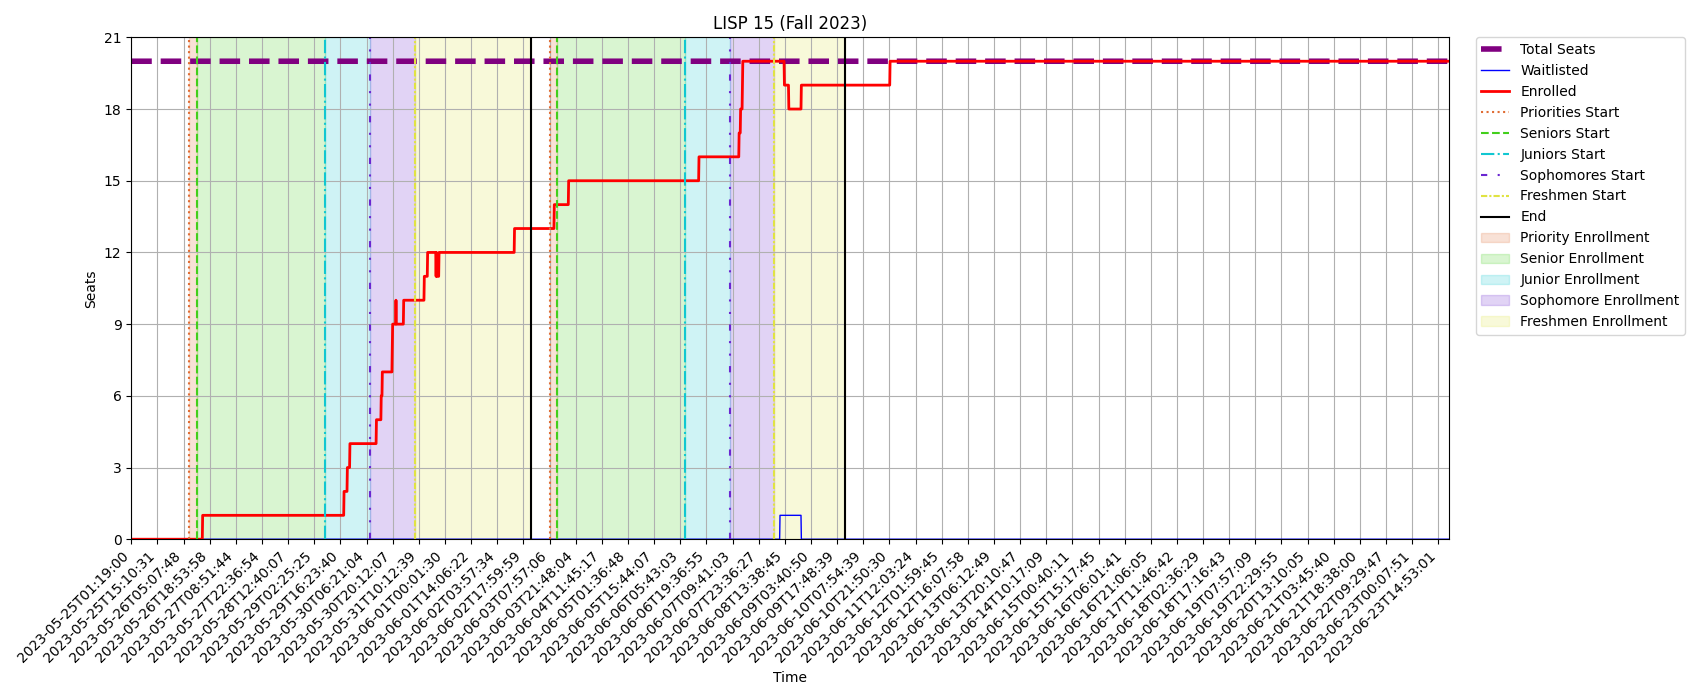 LISP 15 (Fall 2023)
21
18
15
12
9
6
3
0
Seats
2023-05-25T01:19:00
2023-05-25T15:10:31
2023-05-26T05:07:48
2023-05-26T18:53:58
2023-05-27T08:51:44
2023-05-27T22:36:54
2023-05-28T12:40:07
2023-05-29T02:25:25
2023-05-29T16:23:40
2023-05-30T06:21:04
2023-05-30T20:12:07
2023-05-31T10:12:39
2023-06-01T00:01:30
2023-06-01T14:06:22
2023-06-02T03:57:34
2023-06-02T17:59:59
2023-06-03T07:57:06
2023-06-03T21:48:04
2023-06-04T11:45:17
2023-06-05T01:36:48
2023-06-05T15:44:07
2023-06-06T05:43:03
2023-06-06T19:36:55
2023-06-07T09:41:03
2023-06-07T23:36:27
2023-06-08T13:38:45
2023-06-09T03:40:50
2023-06-09T17:48:39
2023-06-10T07:54:39
2023-06-10T21:50:30
2023-06-11T12:03:24
2023-06-12T01:59:45
2023-06-12T16:07:58
2023-06-13T06:12:49
2023-06-13T20:10:47
2023-06-14T10:17:09
2023-06-15T00:40:11
2023-06-15T15:17:45
2023-06-16T06:01:41
2023-06-16T21:06:05
2023-06-17T11:46:42
2023-06-18T02:36:29
2023-06-18T17:16:43
2023-06-19T07:57:09
2023-06-19T22:29:55
2023-06-20T13:10:05
2023-06-21T03:45:40
2023-06-21T18:38:00
2023-06-22T09:29:47
2023-06-23T00:07:51
2023-06-23T14:53:01
Time
Total Seats
Waitlisted
Enrolled
Priorities Start
Seniors Start
Juniors Start
Sophomores Start
Freshmen Start
End
Priority Enrollment
Senior Enrollment
Junior Enrollment
Sophomore Enrollment
Freshmen Enrollment